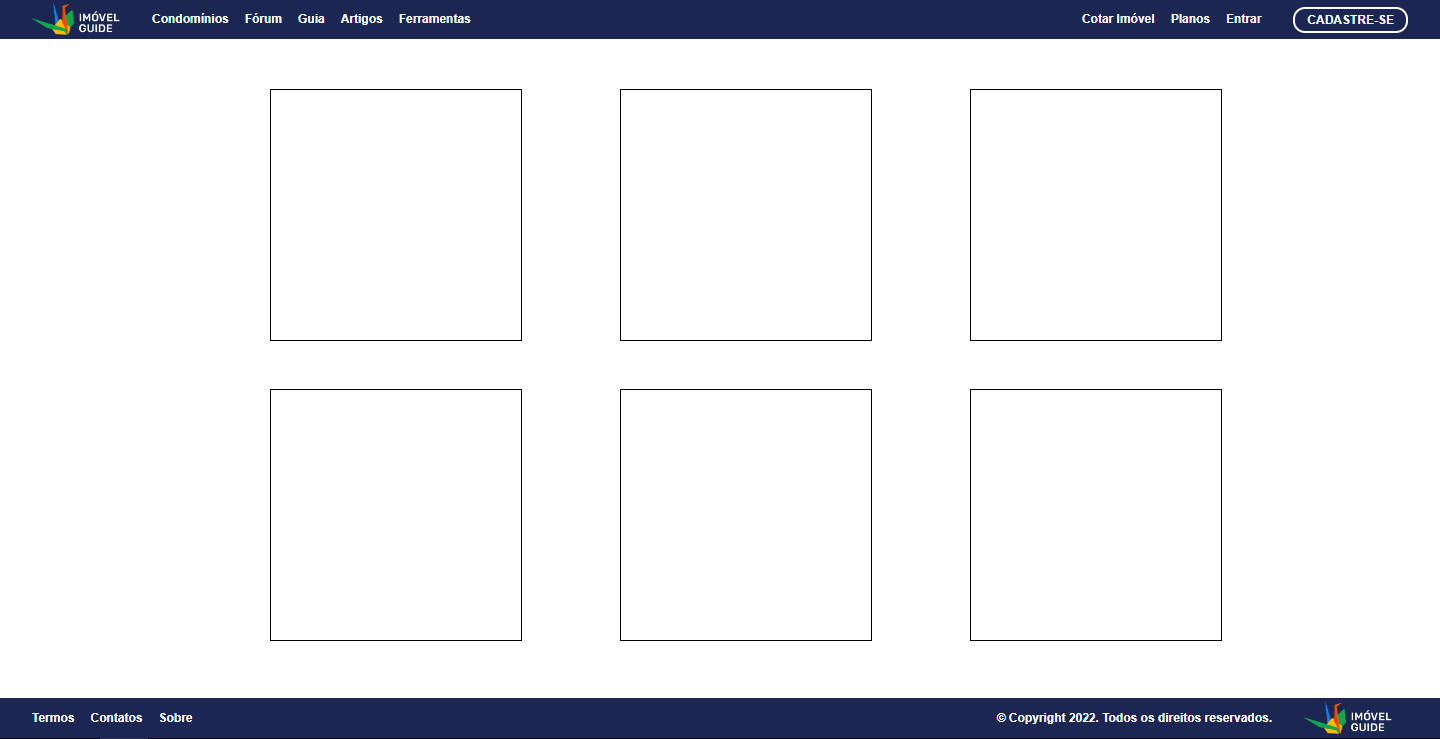 IMÓVEL
GUIDE
Condomínios Fórum Guia Artigos Ferramentas
Cotar Imóvel Planos Entrar CADASTRE-SE
Termos Contatos Sobre
© Copyright 2022. Todos os direitos reservados.
IMÓVEL
GUIDE